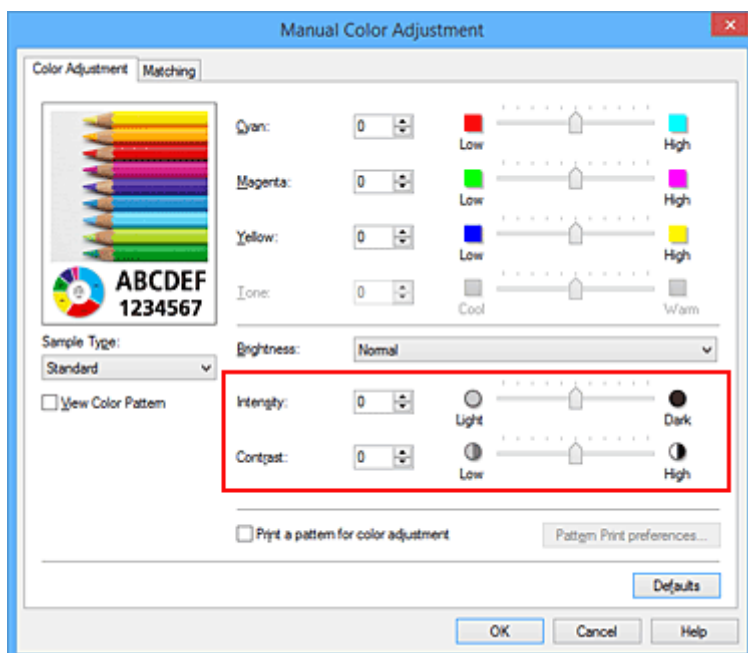 Manual Color Adjustment
Color Adjustment Matching
ABCDEF
1234567
Sample Type:
Standard
View Color Pattern
Cyan: 0 Low High
Magenta: 0 Low High
Yellow: 0 Low High
Tone: 0 Cool Warm
Brightness: Normal
Intensity: 0 Light Dark
Contrast: 0 Low High
Print a pattern for color adjustment Pattern Print preferences...
Defaults
OK Cancel Help